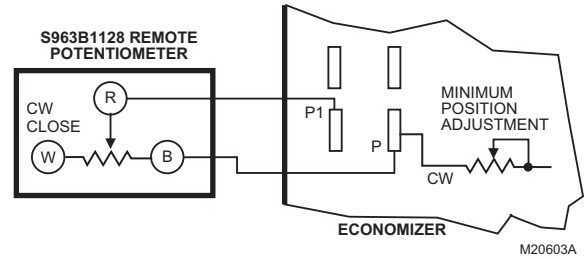 S963B1128 REMOTE
POTENTIOMETER
R
CW
CLOSE
W
B
P1
P
MINIMUM
POSITION
ADJUSTMENT
CW
ECONOMIZER
M20603A